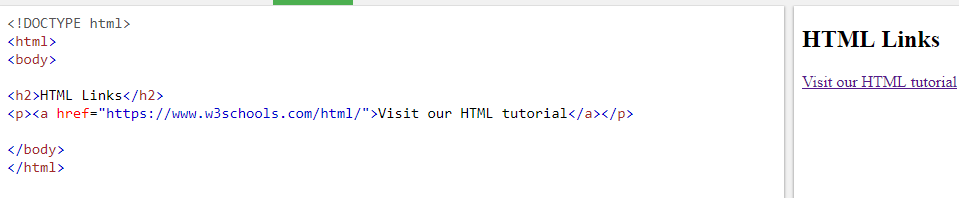 <!DOCTYPE html>
<html>
<body>
<h2>HTML Links</h2>
<p><a href="https://www.w3schools.com/html/">Visit our HTML tutorial</a></p>
</body>
</html>
HTML Links
Visit our HTML tutorial